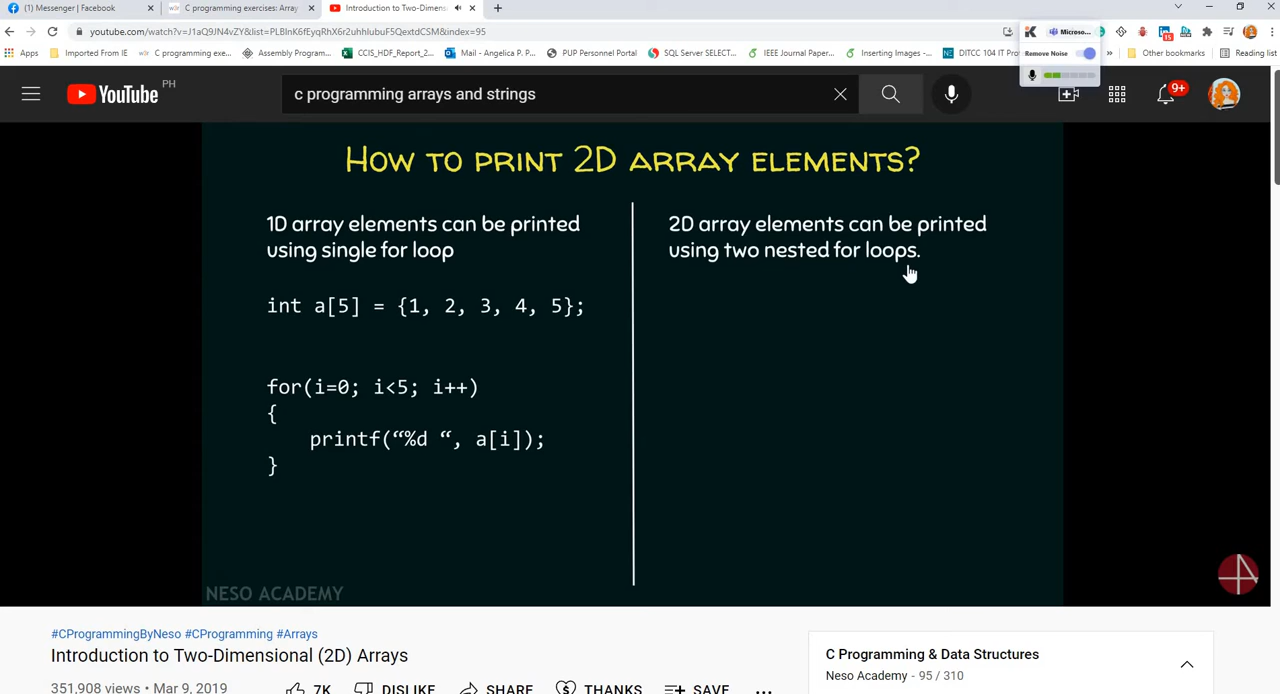 (1) Messenger | Facebook
C programming exercises: Array
Introduction to Two-Dimensi
youtube.com/watch?v=J1aQ9JN4vZY&list=PLBlnK6fEyqRhX6r2uhhlubuF5QextdCSM&index=95
Apps
Imported From IE
C programming exe...
Assembly Program...
CCIS_HDF_Report_2...
Mail - Angelica P. M...
PUP Personnel Portal
SQL Server SELECT...
IEEE Journal Paper...
Inserting Images -...
DITCC 104 IT Pr
Other bookmarks
Reading list
Microso...
15
Remove Noise
YouTube PH
c programming arrays and strings
9+
How to print 2D array elements?
1D array elements can be printed
using single for loop
int a[5] = {1, 2, 3, 4, 5};
for(i=0; i<5; i++)
{
printf(“%d “, a[i]);
}
2D array elements can be printed
using two nested for loops.
NESO ACADEMY
#CProgrammingByNeso #CProgramming #Arrays
Introduction to Two-Dimensional (2D) Arrays
351,908 views • Mar 9, 2019
7K
DISLIKE
SHARE
THANKS
SAVE
...
C Programming & Data Structures
Neso Academy - 95 / 310